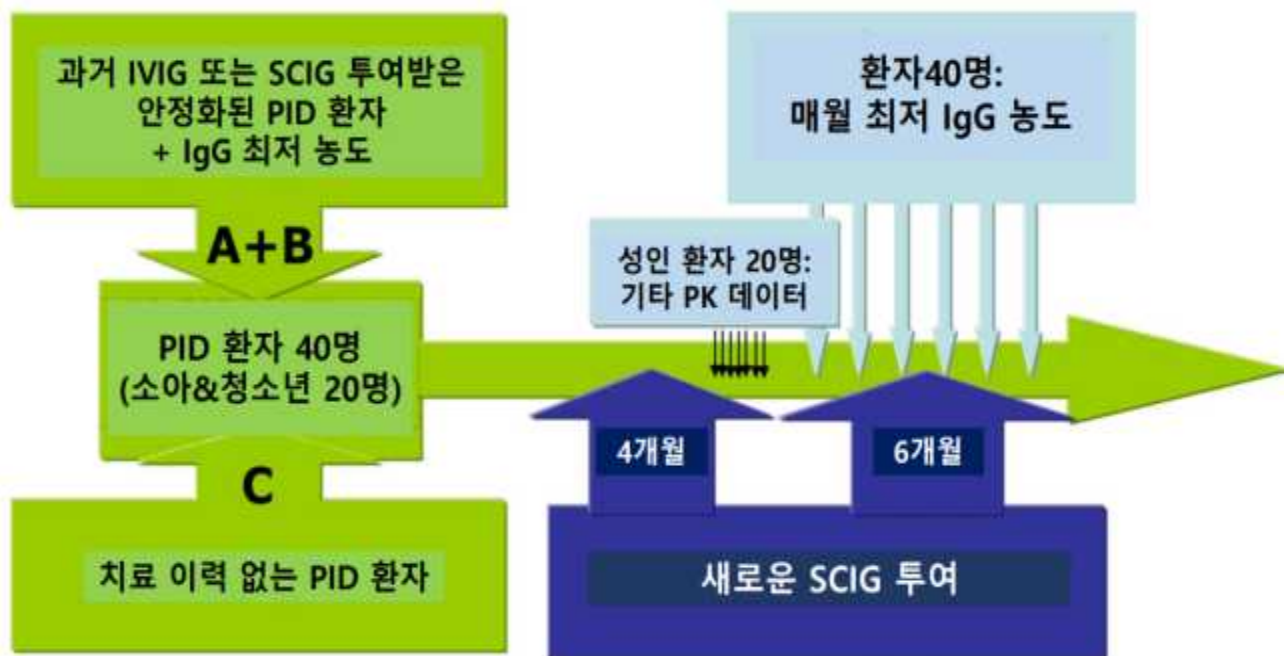 과거 IVIG 또는 SCIG 투여받은
안정화된 PID 환자
+ IgG 최저 농도
A+B
PID 환자 40명
(소아&청소년 20명)
C
치료 이력 없는 PID 환자
환자40명:
매월 최저 IgG 농도
성인 환자 20명:
기타 PK 데이터
4개월
6개월
새로운 SCIG 투여